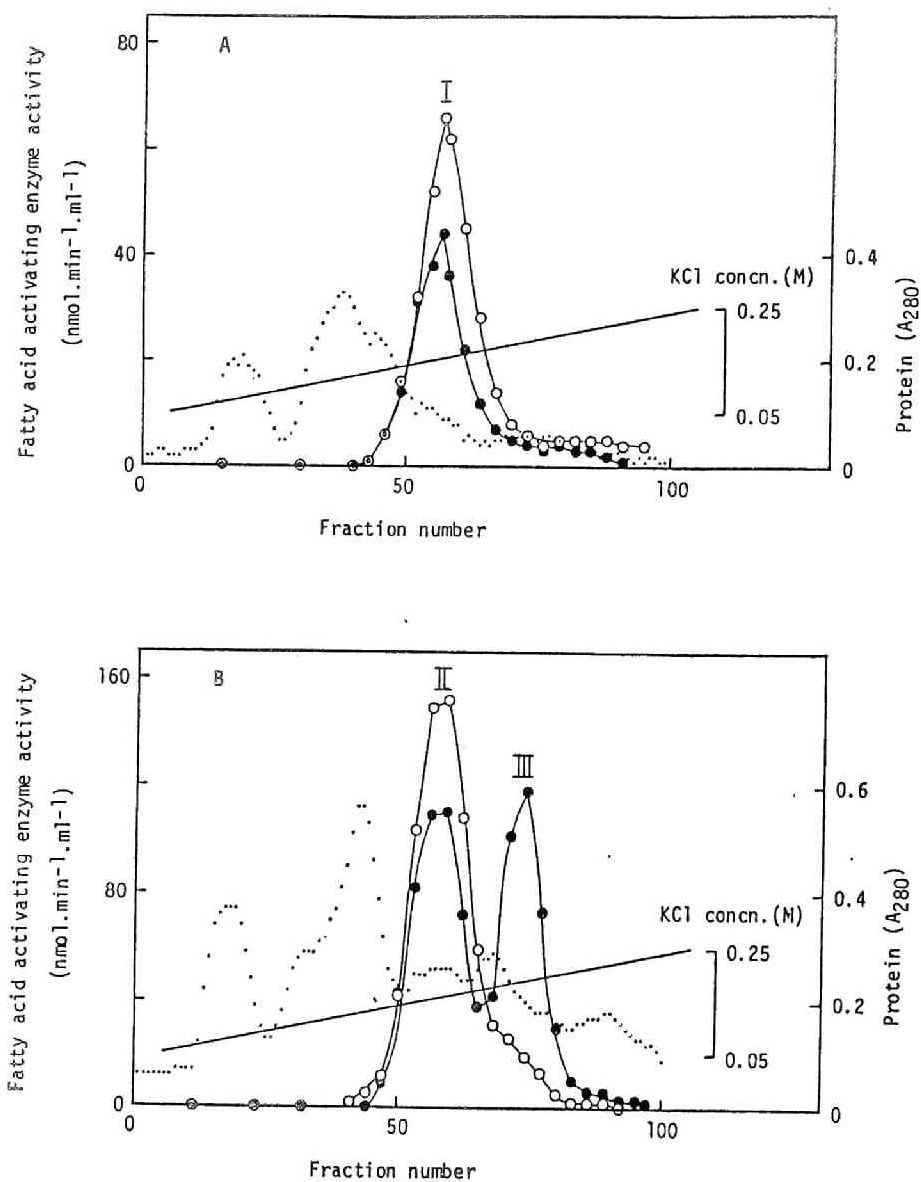 A
I
80
40
0
Fatty acid activating enzyme activity
(nmol.min-1.ml-1)
KCl concn.(M)
0.25
0.05
0.4
0.2
0
Protein (A280)
0
50
100
Fraction number
B
II
III
160
80
0
Fatty acid activating enzyme activity
(nmol.min-1.ml-1)
KCl concn.(M)
0.25
0.05
0.6
0.4
0.2
0
Protein (A280)
0
50
100
Fraction number